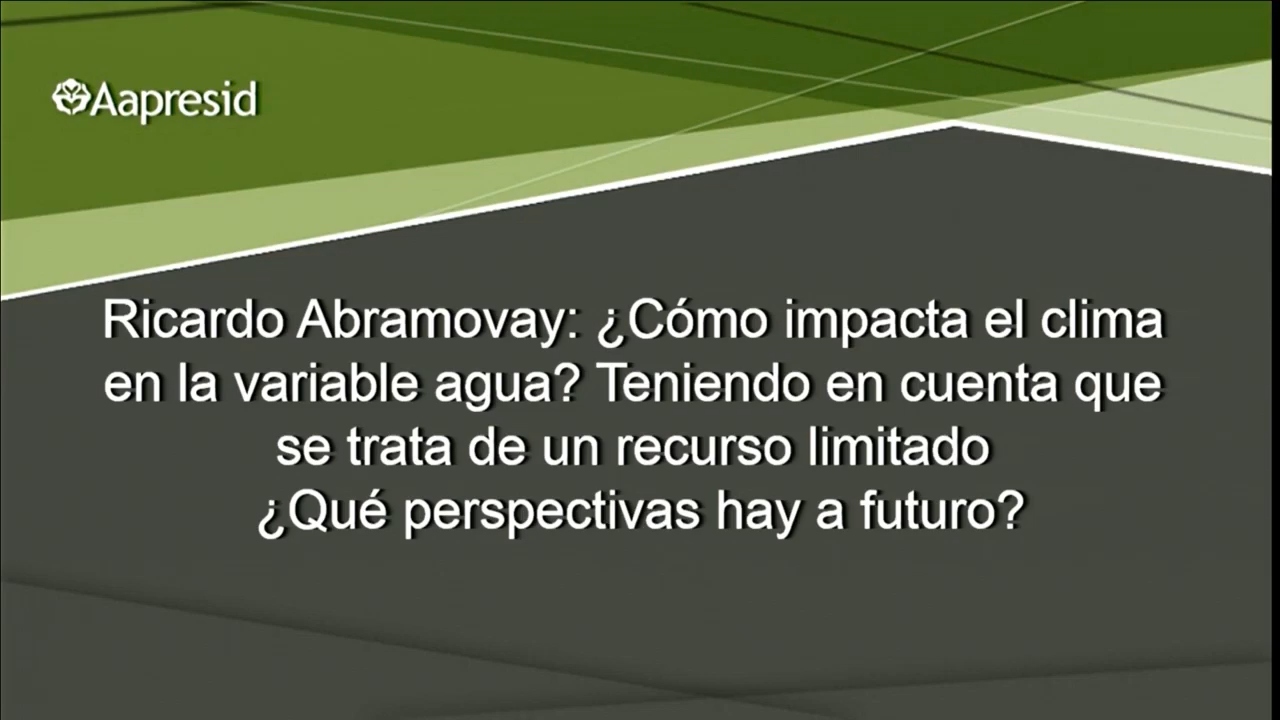 Aapresid
Ricardo Abramovay: ¿Cómo impacta el clima
en la variable agua? Teniendo en cuenta que
se trata de un recurso limitado
¿Qué perspectivas hay a futuro?